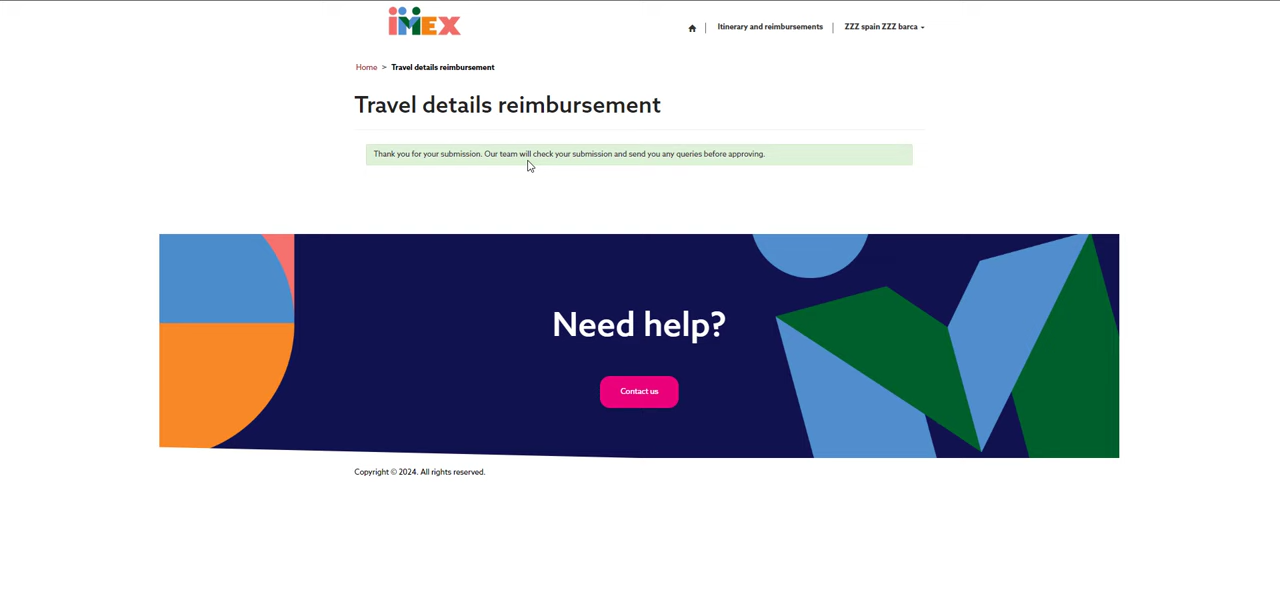 iMEX
Itinerary and reimbursements
ZZZ spain ZZZ barca
Home > Travel details reimbursement
Travel details reimbursement
Thank you for your submission. Our team will check your submission and send you any queries before approving.
Need help?
Contact us
Copyright © 2024. All rights reserved.